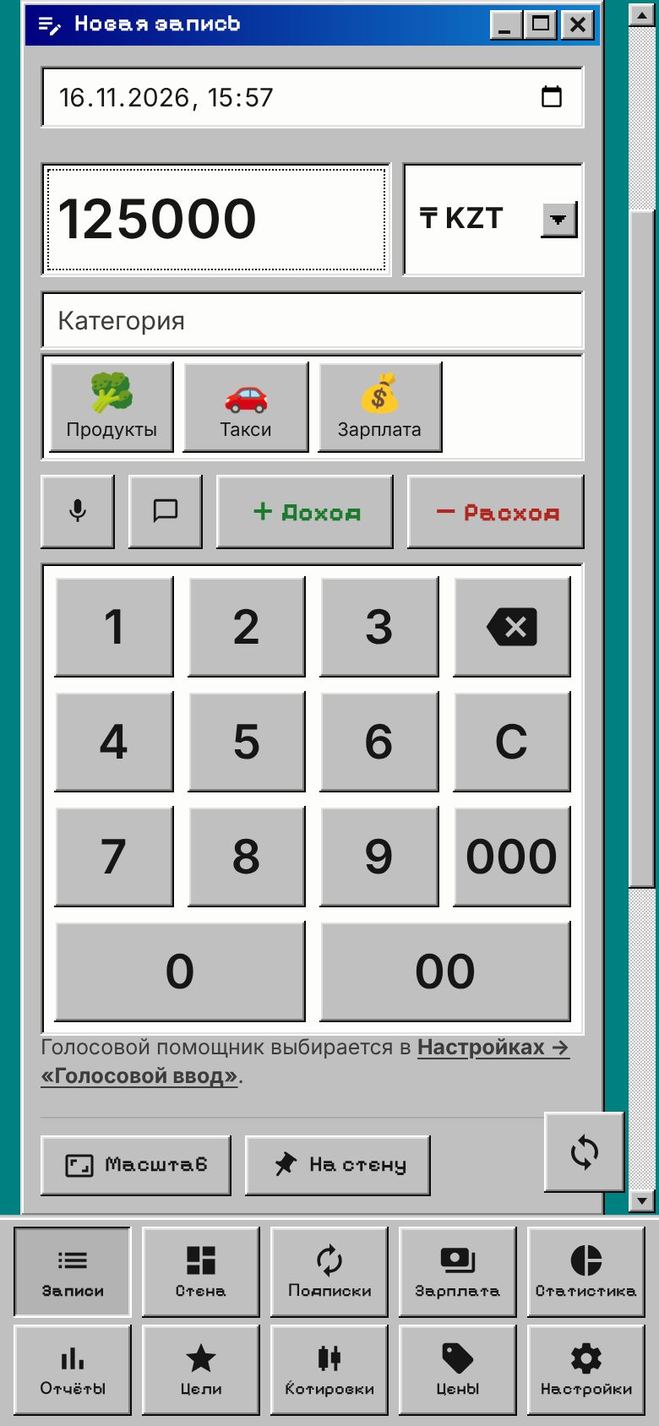 Новая запись
16.11.2026, 15:57
125000
₸ KZT
Категория
Продукты
Такси
Зарплата
+ Доход
− Расход
1 2 3
4 5 6 C
7 8 9 000
0 00
Голосовой помощник выбирается в Настройках →
«Голосовой ввод».
Масштаб
На стену
Записи
Стена
Подписки
Зарплата
Статистика
Отчёты
Цели
Котировки
Цены
Настройки